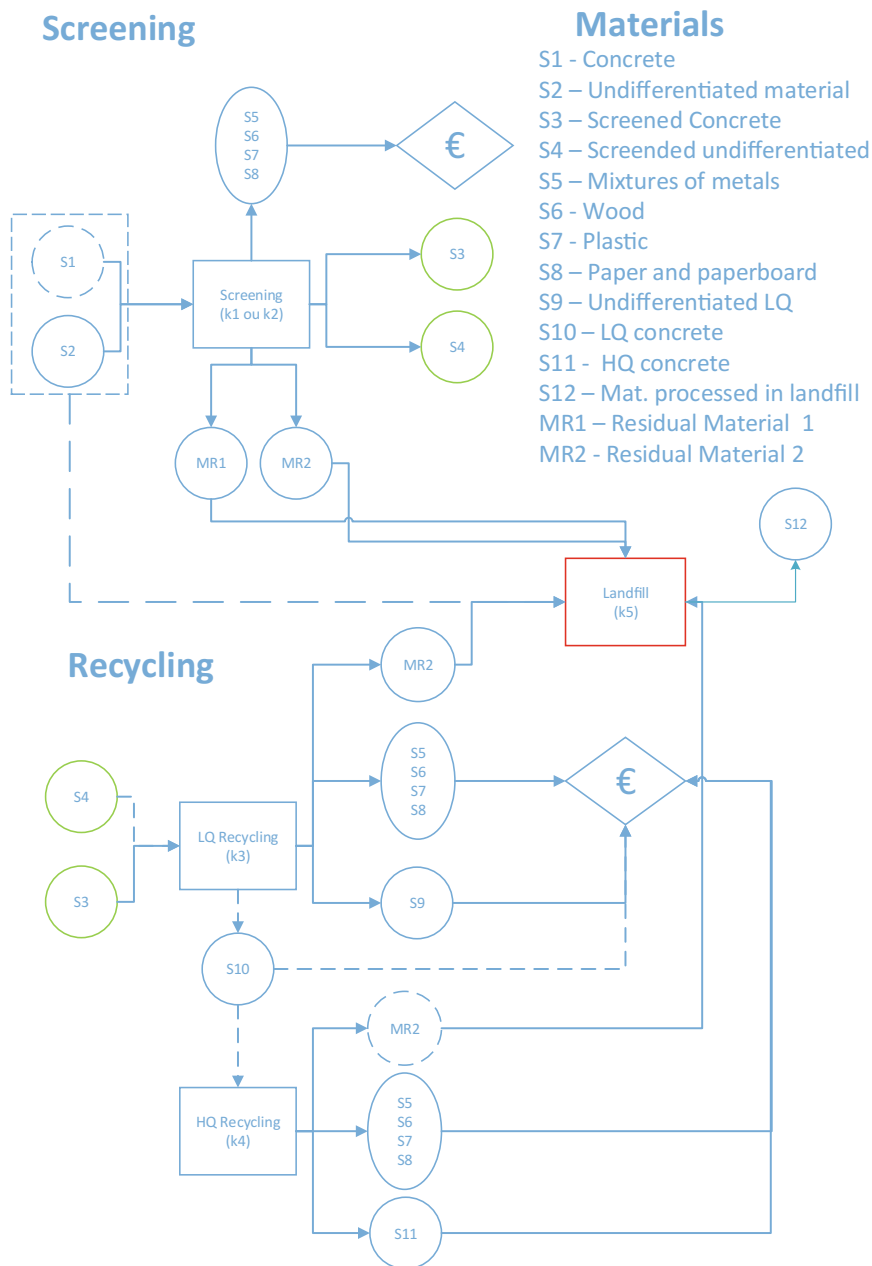 Screening
Materials
S1 - Concrete
S2 – Undifferentiated material
S3 – Screened Concrete
S4 – Screended undifferentiated
S5 – Mixtures of metals
S6 - Wood
S7 - Plastic
S8 – Paper and paperboard
S9 – Undifferentiated LQ
S10 – LQ concrete
S11 -  HQ concrete
S12 – Mat. processed in landfill
MR1 – Residual Material  1
MR2 - Residual Material 2
S5
S6
S7
S8
€
S1
S2
Screening
(k1 ou k2)
S3
S4
MR1
MR2
S12
Landfill
(k5)
Recycling
MR2
S5
S6
S7
S8
€
S4
S3
LQ Recycling
(k3)
S9
S10
MR2
HQ Recycling
(k4)
S5
S6
S7
S8
S11